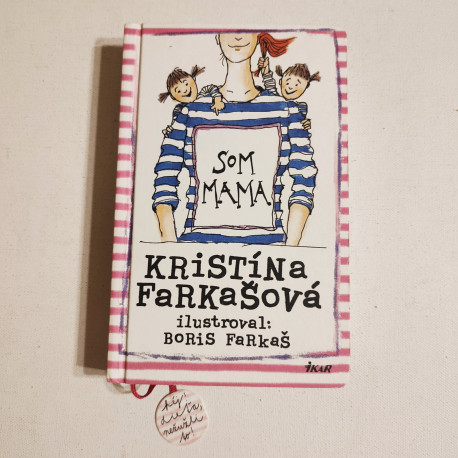 SOM
MAMA
KRiSTÍNa
FaRKaŠOVÁ
ilustroval:
BORiS FaRKaŠ
iKAR